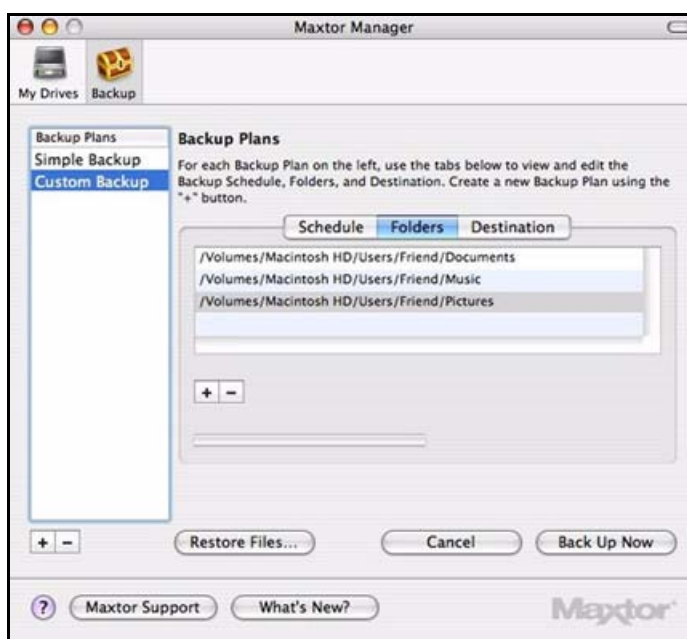 Maxtor Manager
My Drives Backup
Backup Plans
Simple Backup
Custom Backup
Backup Plans
For each Backup Plan on the left, use the tabs below to view and edit the
Backup Schedule, Folders, and Destination. Create a new Backup Plan using the
"+" button.
Schedule Folders Destination
/Volumes/Macintosh HD/Users/Friend/Documents
/Volumes/Macintosh HD/Users/Friend/Music
/Volumes/Macintosh HD/Users/Friend/Pictures
+ −
+ − Restore Files... Cancel Back Up Now
? Maxtor Support What's New? Maxtor